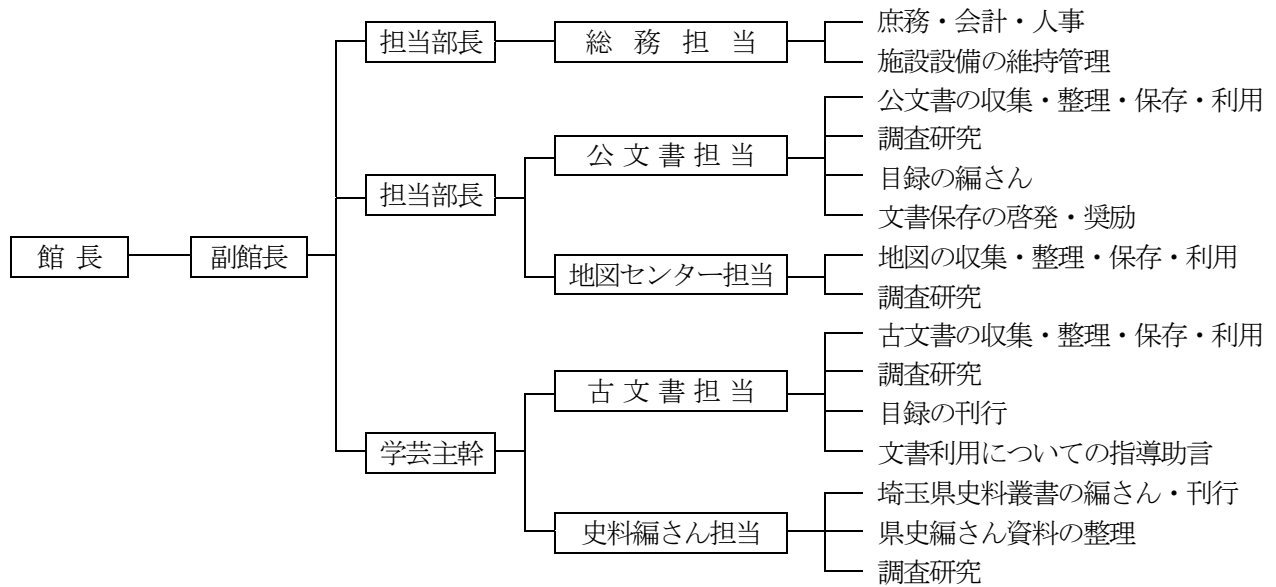 館 長
副館長
担当部長
総 務 担 当
庶務・会計・人事
施設設備の維持管理
担当部長
公 文 書 担 当
公文書の収集・整理・保存・利用
調査研究
目録の編さん
文書保存の啓発・奨励
地図センター担当
地図の収集・整理・保存・利用
調査研究
学芸主幹
古 文 書 担 当
古文書の収集・整理・保存・利用
調査研究
目録の刊行
文書利用についての指導助言
史料編さん担当
埼玉県史料叢書の編さん・刊行
県史編さん資料の整理
調査研究